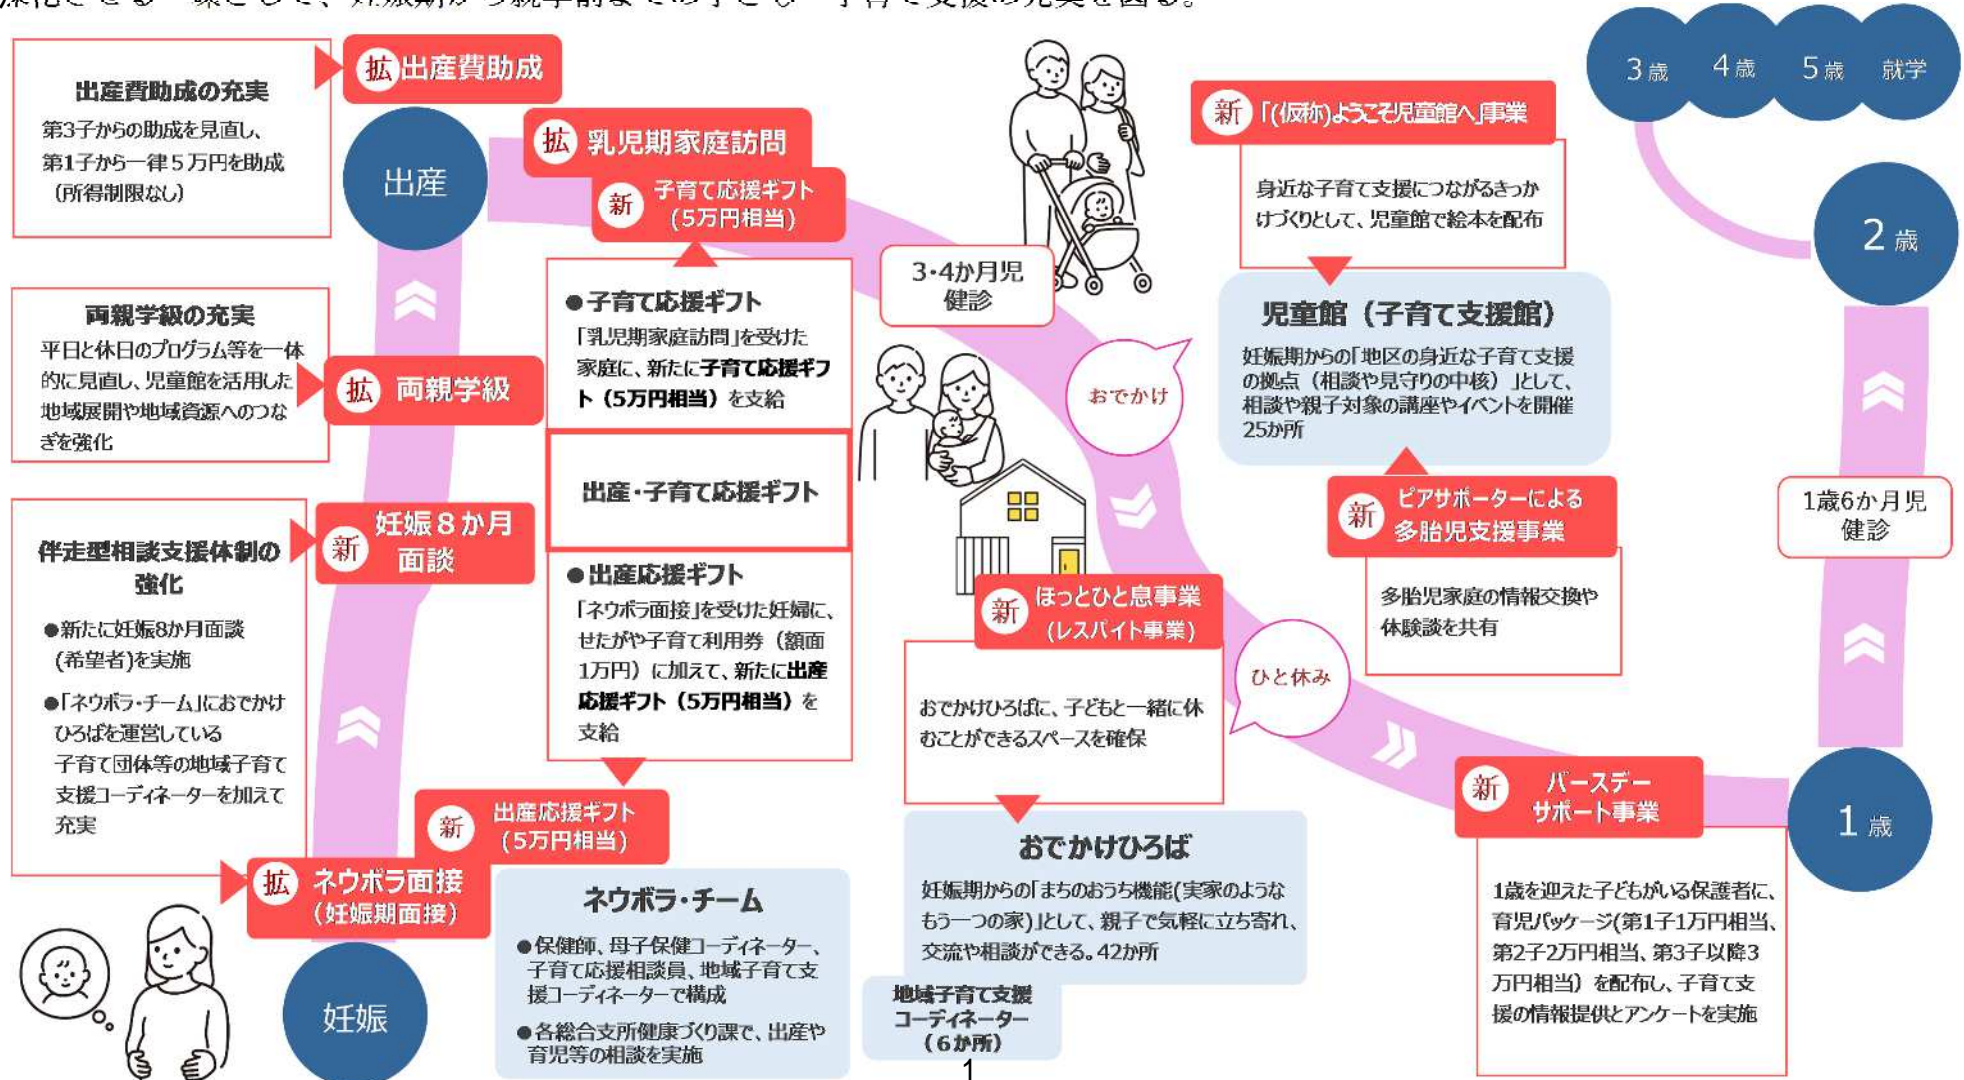 深化させる一環として、妊娠期から就学前までの子ども・子育て支援の充実を図る。
出産費助成の充実
第3子からの助成を見直し、
第1子から一律５万円を助成
(所得制限なし)
拡 出産費助成
出産
拡 乳児期家庭訪問
新 子育て応援ギフト
(5万円相当)
両親学級の充実
平日と休日のプログラム等を一体
的に見直し、児童館を活用した
地域展開や地域資源へのつな
ぎを強化
拡 両親学級
●子育て応援ギフト
「乳児期家庭訪問」を受けた
家庭に、新たに子育て応援ギフ
ト（5万円相当）を支給
出産・子育て応援ギフト
●出産応援ギフト
「ネウボラ面接」を受けた妊婦に、
せたがや子育て利用券（額面
1万円）に加えて、新たに出産
応援ギフト（5万円相当）を
支給
伴走型相談支援体制の
強化
●新たに妊娠8か月面談
(希望者)を実施
●「ネウボラ・チーム」におでかけ
ひろばを運営している
子育て団体等の地域子育て
支援コーディネーターを加えて
充実
新 妊娠８か月
面談
新 出産応援ギフト
(5万円相当)
拡 ネウボラ面接
(妊娠期面接)
妊娠
ネウボラ・チーム
●保健師、母子保健コーディネーター、
子育て応援相談員、地域子育て支
援コーディネーターで構成
●各総合支所健康づくり課で、出産や
育児等の相談を実施
3・4か月児
健診
おでかけ
新 ほっとひと息事業
(レスパイト事業)
おでかけひろばに、子どもと一緒に休
むことができるスペースを確保
ひと休み
おでかけひろば
妊娠期からの「まちのおうち機能(実家のような
もう一つの家)」として、親子で気軽に立ち寄れ、
交流や相談ができる。42か所
地域子育て支援
コーディネーター
（6か所）
新 「(仮称)ようこそ児童館へ」事業
身近な子育て支援につながるきっか
けづくりとして、児童館で絵本を配布
児童館（子育て支援館）
妊娠期からの「地区の身近な子育て支援
の拠点（相談や見守りの中核）」として、
相談や親子対象の講座やイベントを開催
25か所
新 ピアサポーターによる
多胎児支援事業
多胎児家庭の情報交換や
体験談を共有
新 バースデー
サポート事業
1歳を迎えた子どもがいる保護者に、
育児パッケージ(第1子1万円相当、
第2子2万円相当、第3子以降3
万円相当）を配布し、子育て支
援の情報提供とアンケートを実施
1歳
1歳6か月児
健診
2歳
3歳 4歳 5歳 就学
1